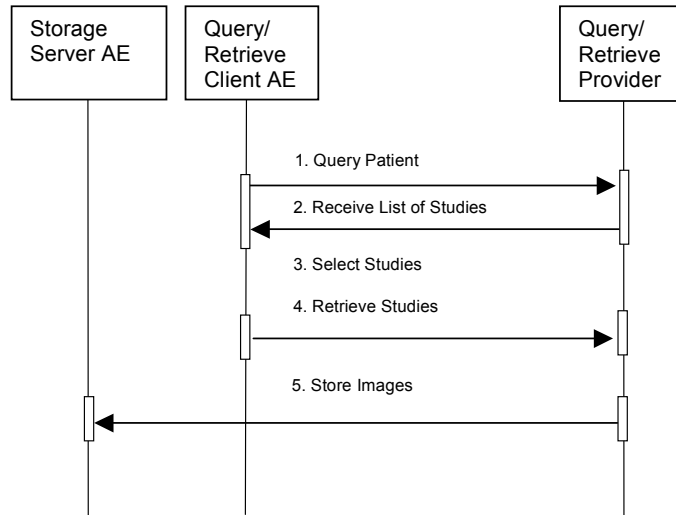 Storage
Server AE
Query/
Retrieve
Client AE
Query/
Retrieve
Provider
1. Query Patient
2. Receive List of Studies
3. Select Studies
4. Retrieve Studies
5. Store Images